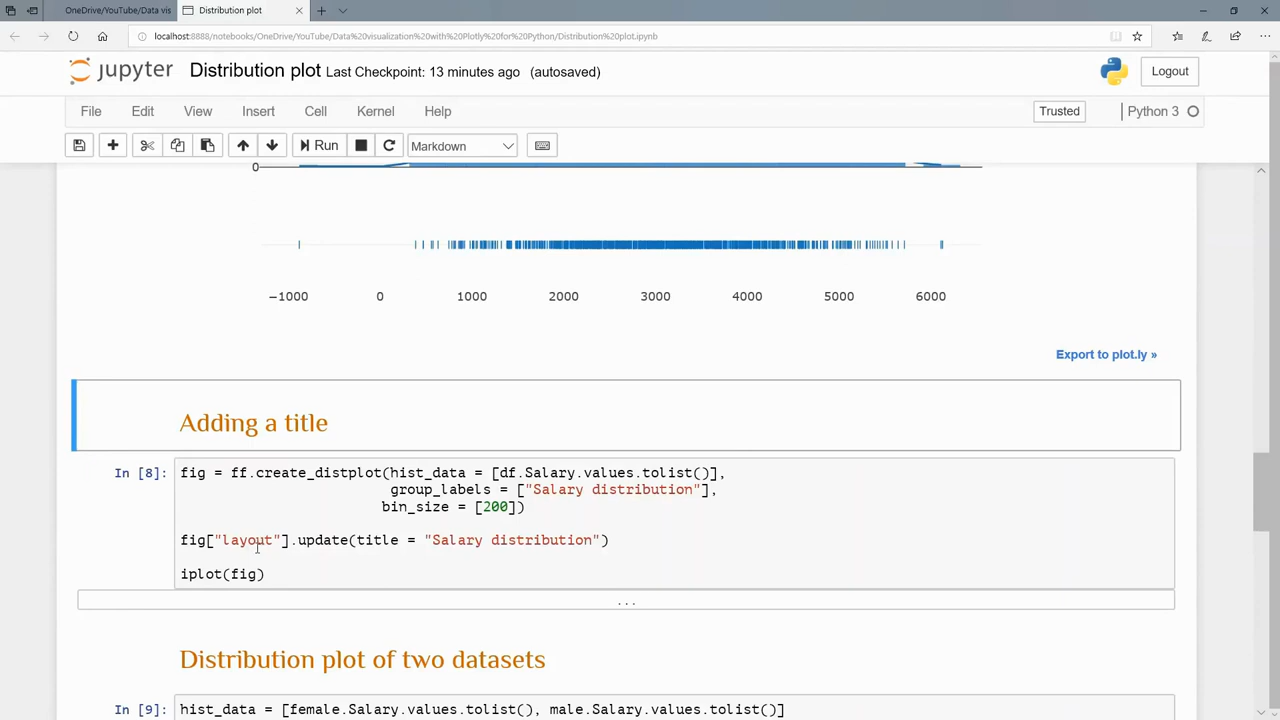 OneDrive/YouTube/Data vis
Distribution plot
localhost:8888/notebooks/OneDrive/YouTube/Data%20visualization%20with%20Plotly%20for%20Python/Distribution%20plot.ipynb
jupyter Distribution plot Last Checkpoint: 13 minutes ago (autosaved)
Logout
File Edit View Insert Cell Kernel Help
Trusted
Python 3
Run
Markdown
0
−1000 0 1000 2000 3000 4000 5000 6000
Export to plot.ly »
Adding a title
In [8]: fig = ff.create_distplot(hist_data = [df.Salary.values.tolist()],
group_labels = ["Salary distribution"],
bin_size = [200])
fig["layout"].update(title = "Salary distribution")
iplot(fig)
...
Distribution plot of two datasets
In [9]: hist_data = [female.Salary.values.tolist(), male.Salary.values.tolist()]